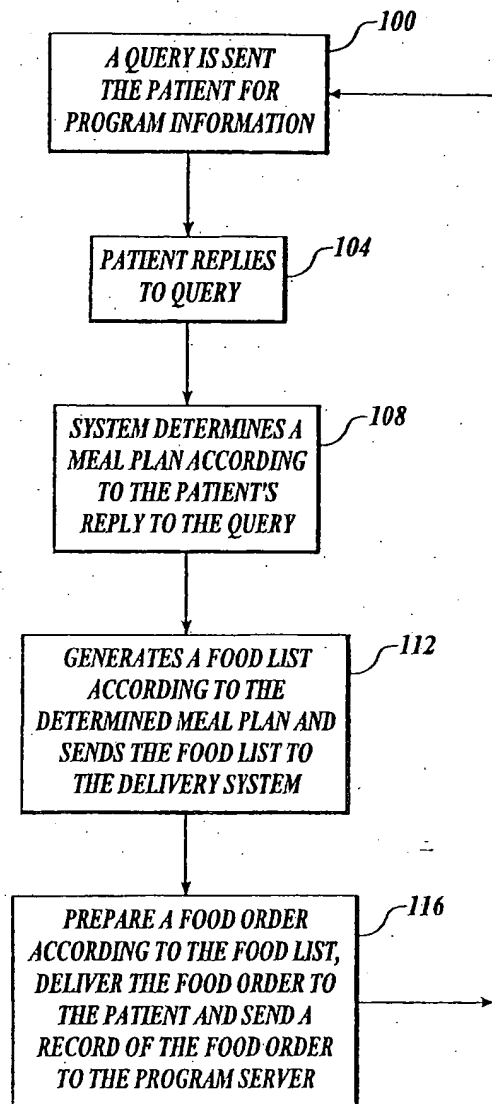 100
A QUERY IS SENT
THE PATIENT FOR
PROGRAM INFORMATION
104
PATIENT REPLIES
TO QUERY
108
SYSTEM DETERMINES A
MEAL PLAN ACCORDING
TO THE PATIENT'S
REPLY TO THE QUERY
112
GENERATES A FOOD LIST
ACCORDING TO THE
DETERMINED MEAL PLAN AND
SENDS THE FOOD LIST TO
THE DELIVERY SYSTEM
116
PREPARE A FOOD ORDER
ACCORDING TO THE FOOD LIST,
DELIVER THE FOOD ORDER TO
THE PATIENT AND SEND A
RECORD OF THE FOOD ORDER
TO THE PROGRAM SERVER